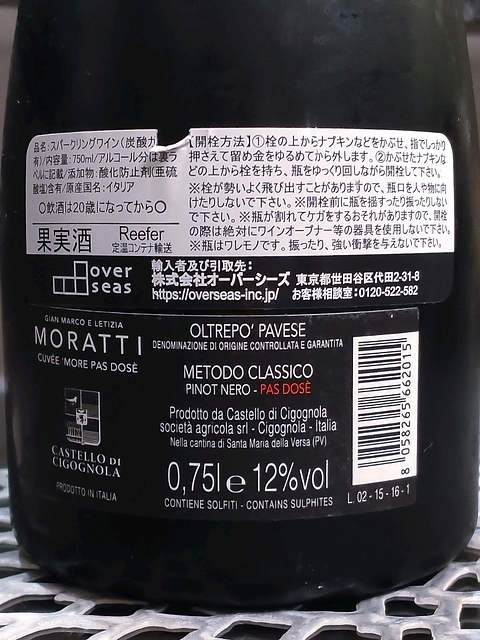 品名:スパークリングワイン(炭酸ガ
有)/内容量:750ml/アルコール分は裏ラ
ベルに記載/添加物:酸化防止剤(亜硫
酸塩)含有/原産国名:イタリア
〇飲酒は20歳になってから〇
果実酒
Reefer
定温コンテナ輸送
【開栓方法】①栓の上からナプキンなどをかぶせ、指でしっかり
押さえて留め金をゆるめてから外します。②かぶせたナプキンな
どの上から栓を持ち、瓶をゆっくり回しながら開栓して下さい。
※栓が勢いよく飛び出すことがありますので、瓶口を人や物に向
けたりしないで下さい。※開栓前に瓶を揺すったり振ったりしない
で下さい。※瓶が割れてケガをするおそれがありますので、開栓
の際は絶対にワインオープナー等の器具を使用しないで下さい。
※瓶はワレモノです。振ったり、強い衝撃を与えないで下さい。
over
seas
輸入者及び引取先:
株式会社オーバーシーズ 東京都世田谷区代田2-31-8
https://overseas-inc.jp/ お客様相談室:0120-522-582
GIAN MARCO E LETIZIA
MORATTI
CUVÉE 'MORE PAS DOSÈ
CASTELLO DI
CIGOGNOLA
PRODOTTO IN ITALIA
OLTREPO' PAVESE
DENOMINAZIONE DI ORIGINE CONTROLLATA E GARANTITA
METODO CLASSICO
PINOT NERO - PAS DOSÈ
Prodotto da Castello di Cigognola
società agricola srl - Cigognola - Italia
Nella cantina di Santa Maria della Versa (PV)
0,75l e 12%vol
CONTIENE SOLFITI - CONTAINS SULPHITES
8 058265 662015
L. 02 - 15 - 16 - 1